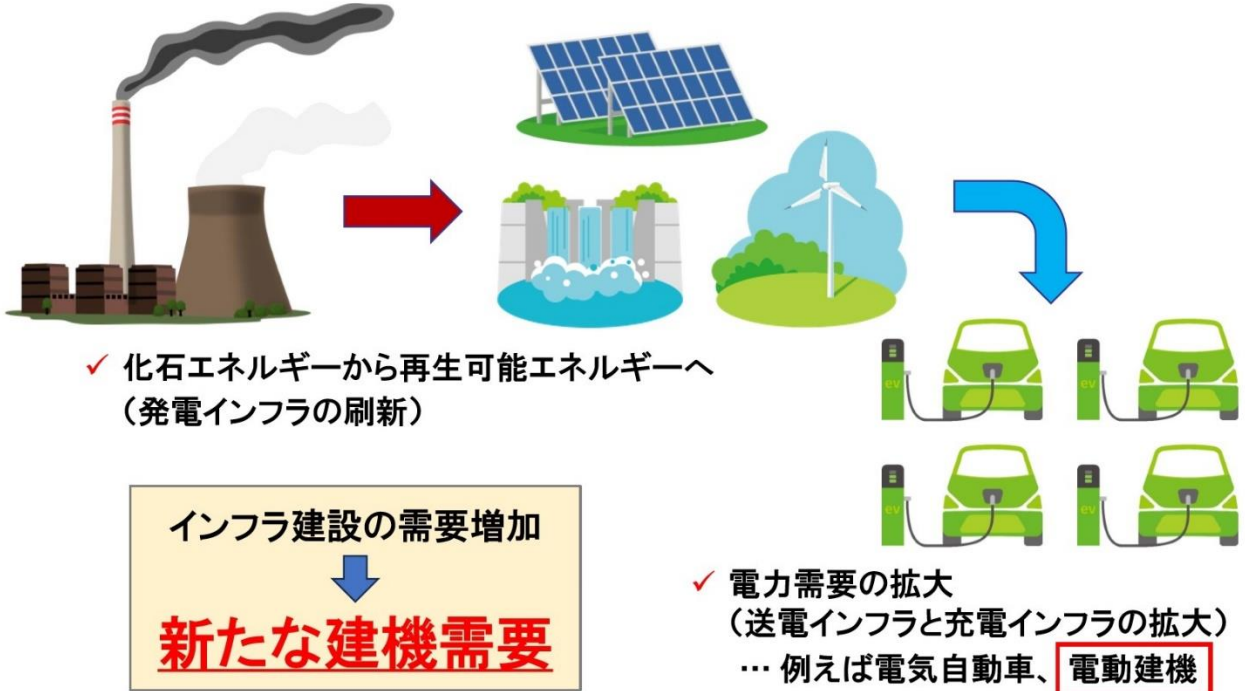 ✓ 化石エネルギーから再生可能エネルギーへ
（発電インフラの刷新）
インフラ建設の需要増加
新たな建機需要
ev
ev
ev
ev
✓ 電力需要の拡大
（送電インフラと充電インフラの拡大）
… 例えば電気自動車、電動建機